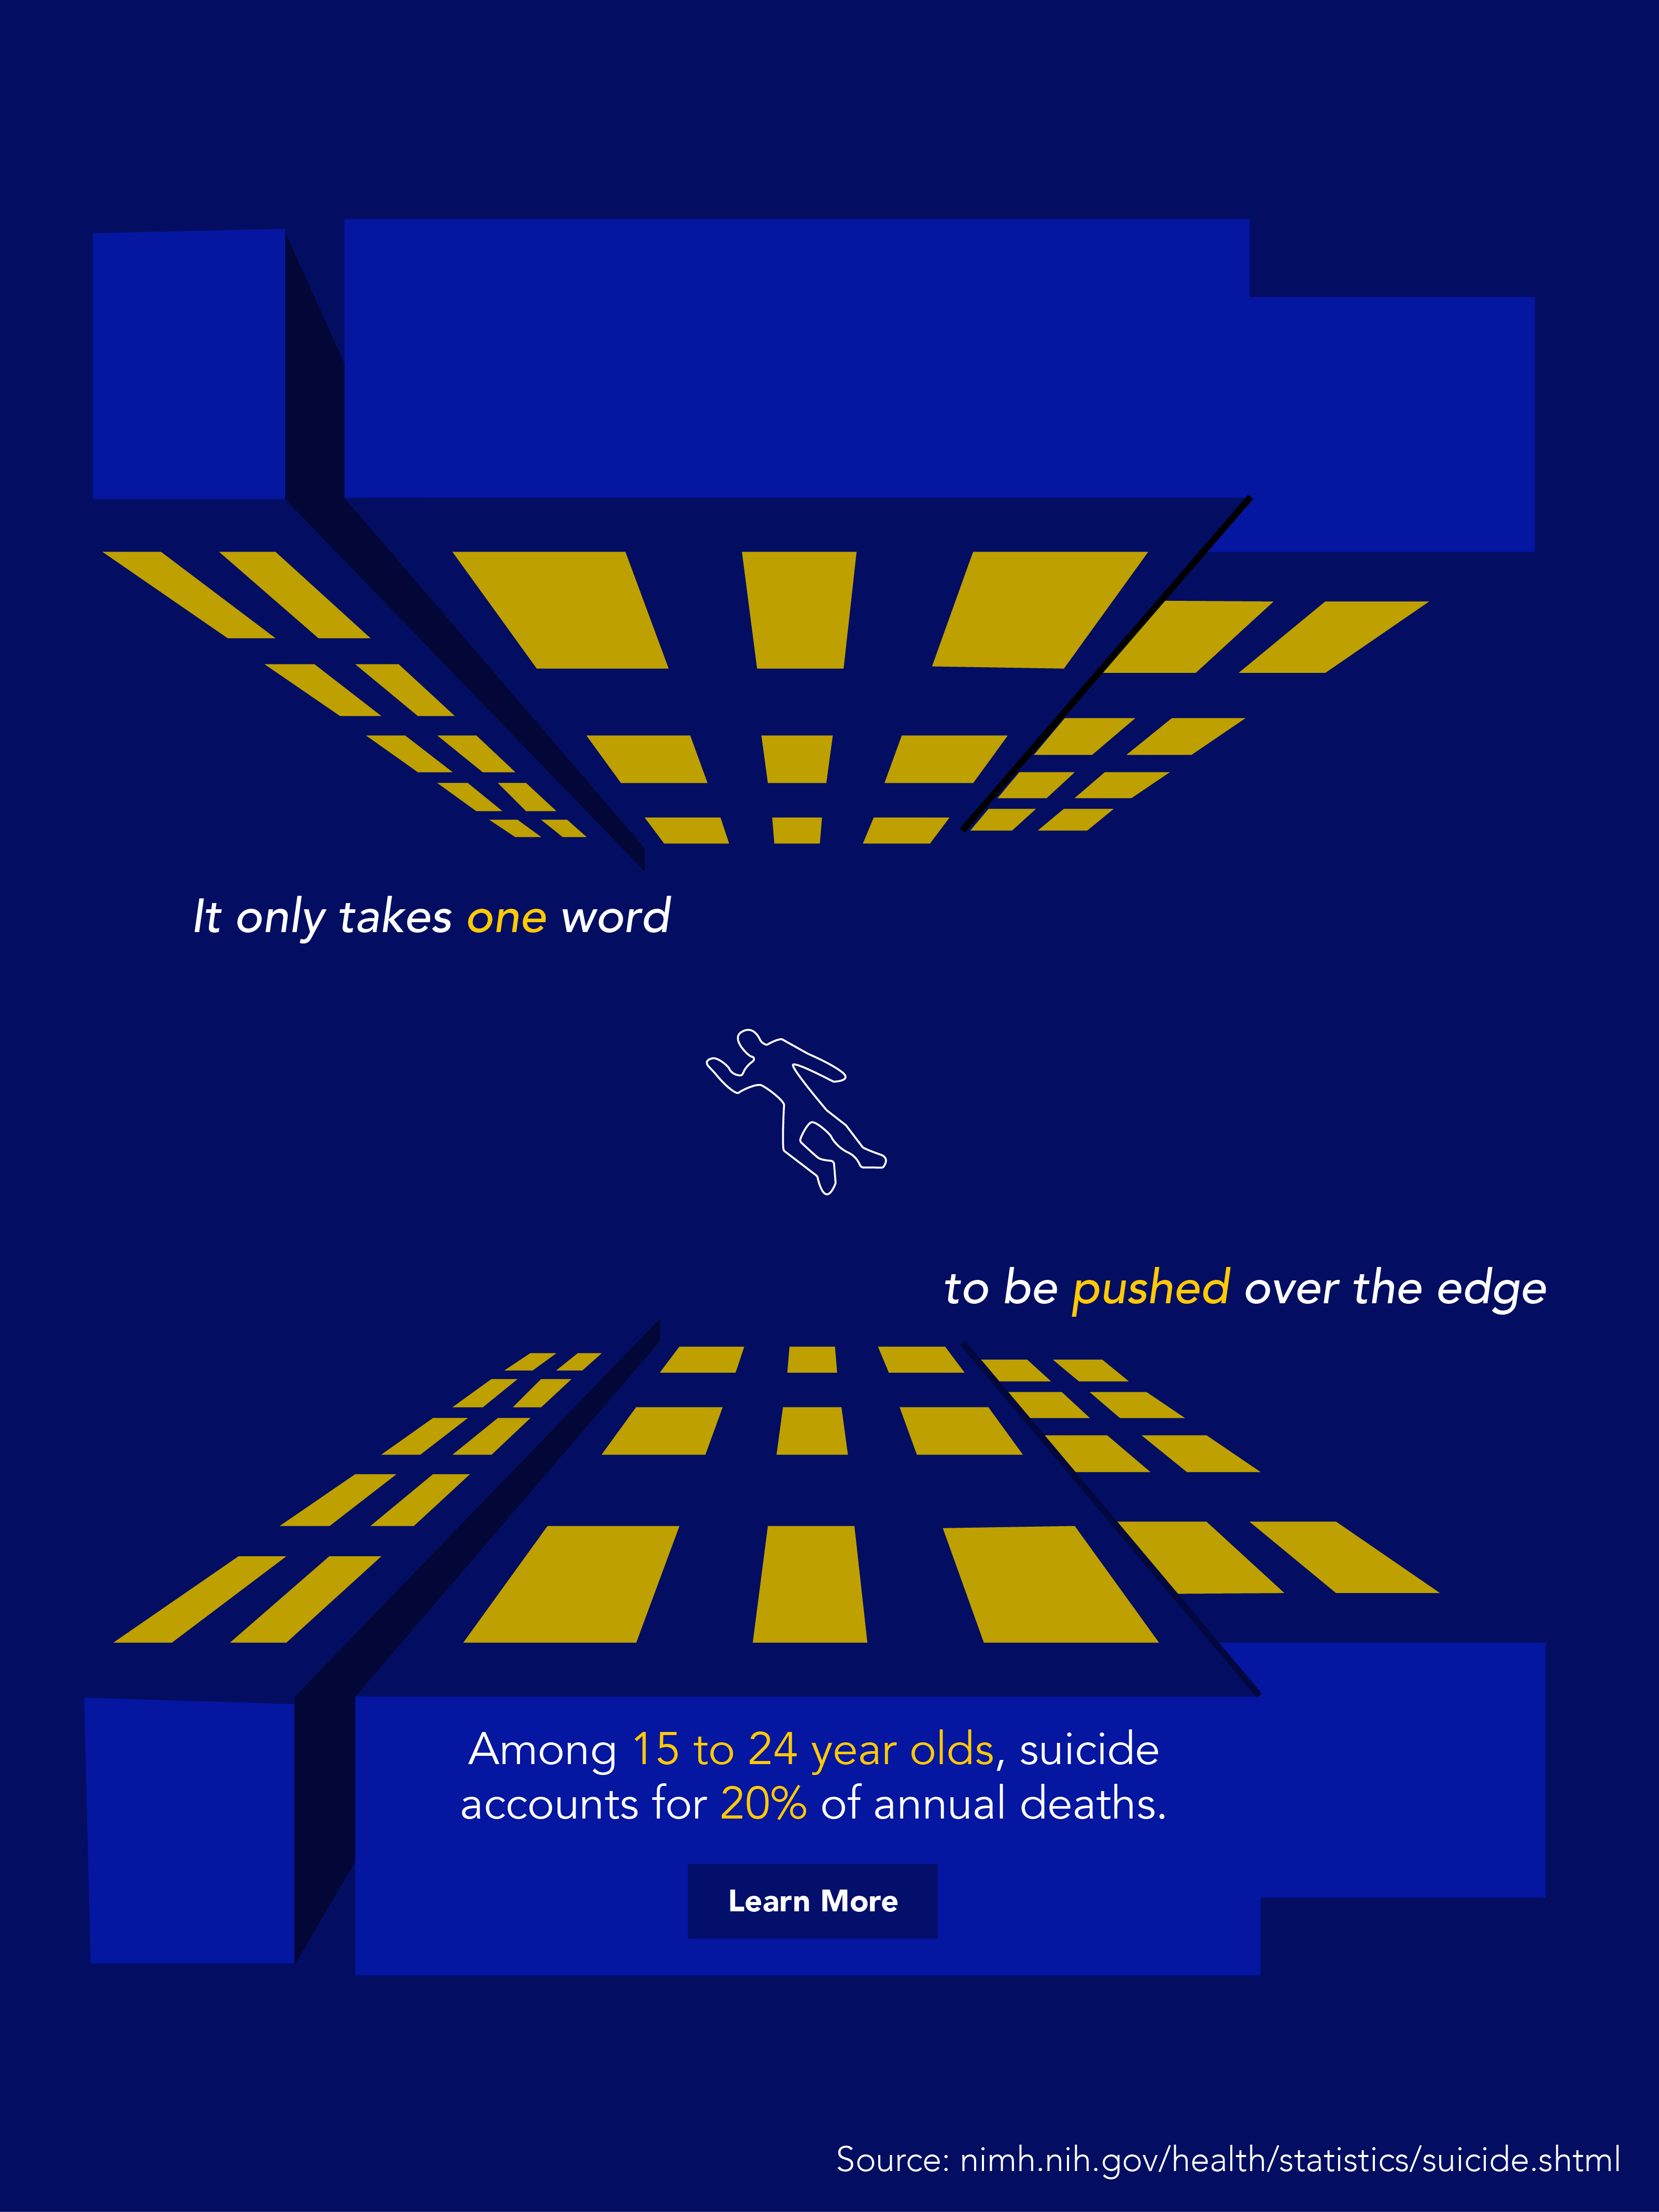 It only takes one word
to be pushed over the edge
Among 15 to 24 year olds, suicide
accounts for 20% of annual deaths.
Learn More
Source: nimh.nih.gov/health/statistics/suicide.shtml